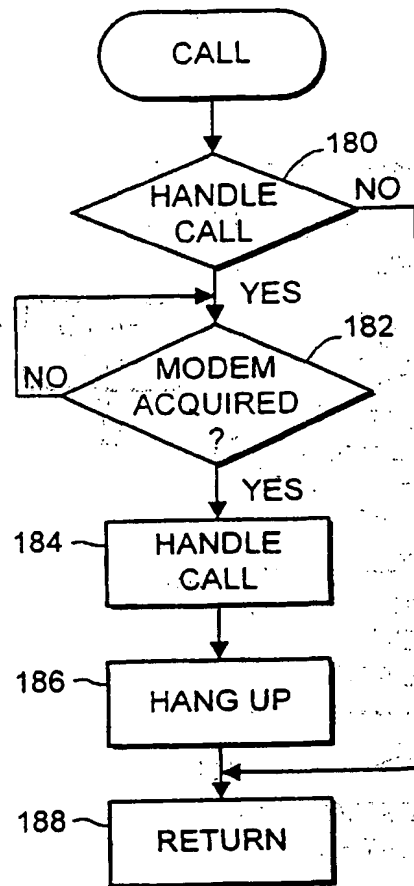 CALL
180
HANDLE
CALL
NO
YES
182
NO
MODEM
ACQUIRED
?
YES
184
HANDLE
CALL
186
HANG UP
188
RETURN